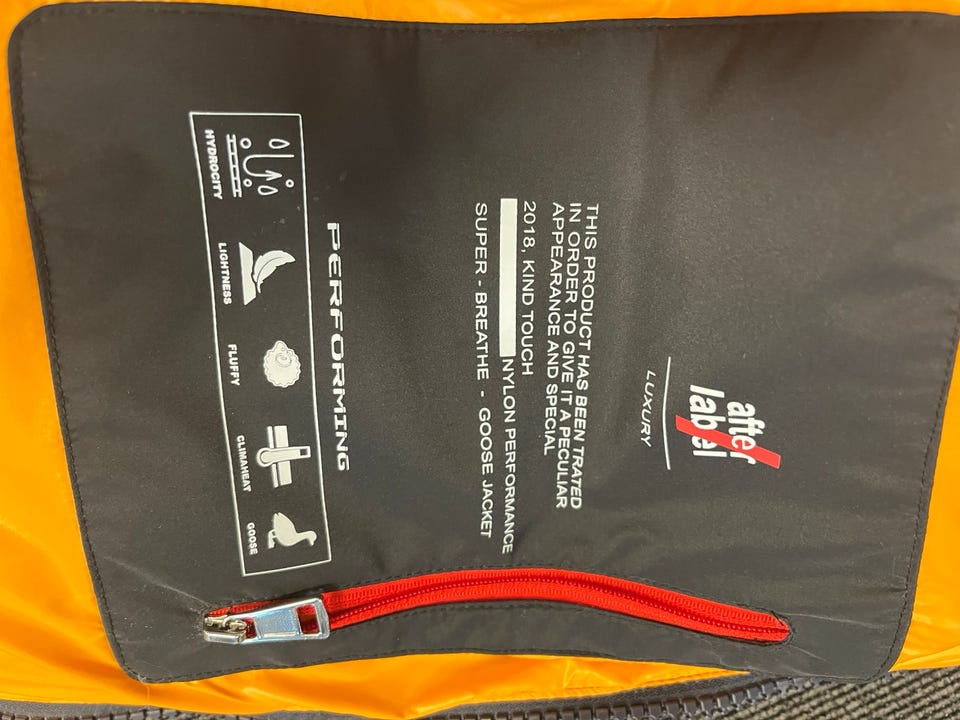 after
label
LUXURY
THIS PRODUCT HAS BEEN TRATED
IN ORDER TO GIVE IT A PECULIAR
APPEARANCE AND SPECIAL
2018, KIND TOUCH
NYLON PERFORMANCE
SUPER - BREATHE - GOOSE JACKET
PERFORMING
HYDROCITY
LIGHTNESS
FLUFFY
CLIMAHEAT
GOOSE